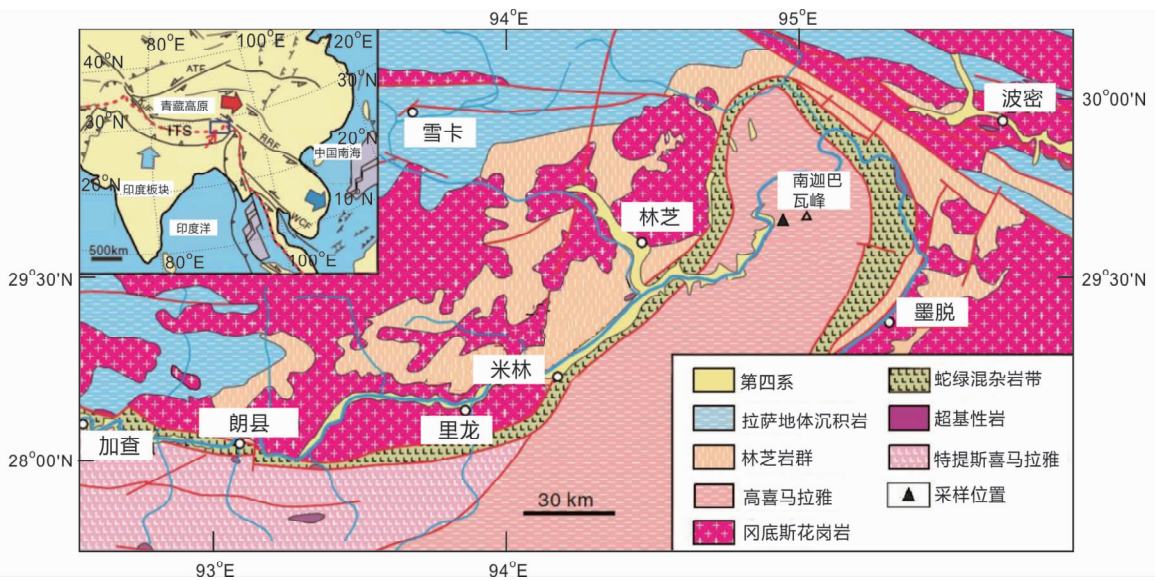 94°E
95°E
80°E
100°E
20°E
40°N
ATF
30°N
青藏高原
30°N
ITS
RRF
20°N
中国南海
20°N
印度板块
10°N
WCF
印度洋
500km
80°E
100°E
30°00'N
波密
雪卡
南迦巴
瓦峰
林芝
29°30'N
29°30'N
墨脱
米林
朗县
里龙
加查
28°00'N
30 km
第四系
蛇绿混杂岩带
拉萨地体沉积岩
超基性岩
林芝岩群
特提斯喜马拉雅
高喜马拉雅
采样位置
冈底斯花岗岩
93°E
94°E